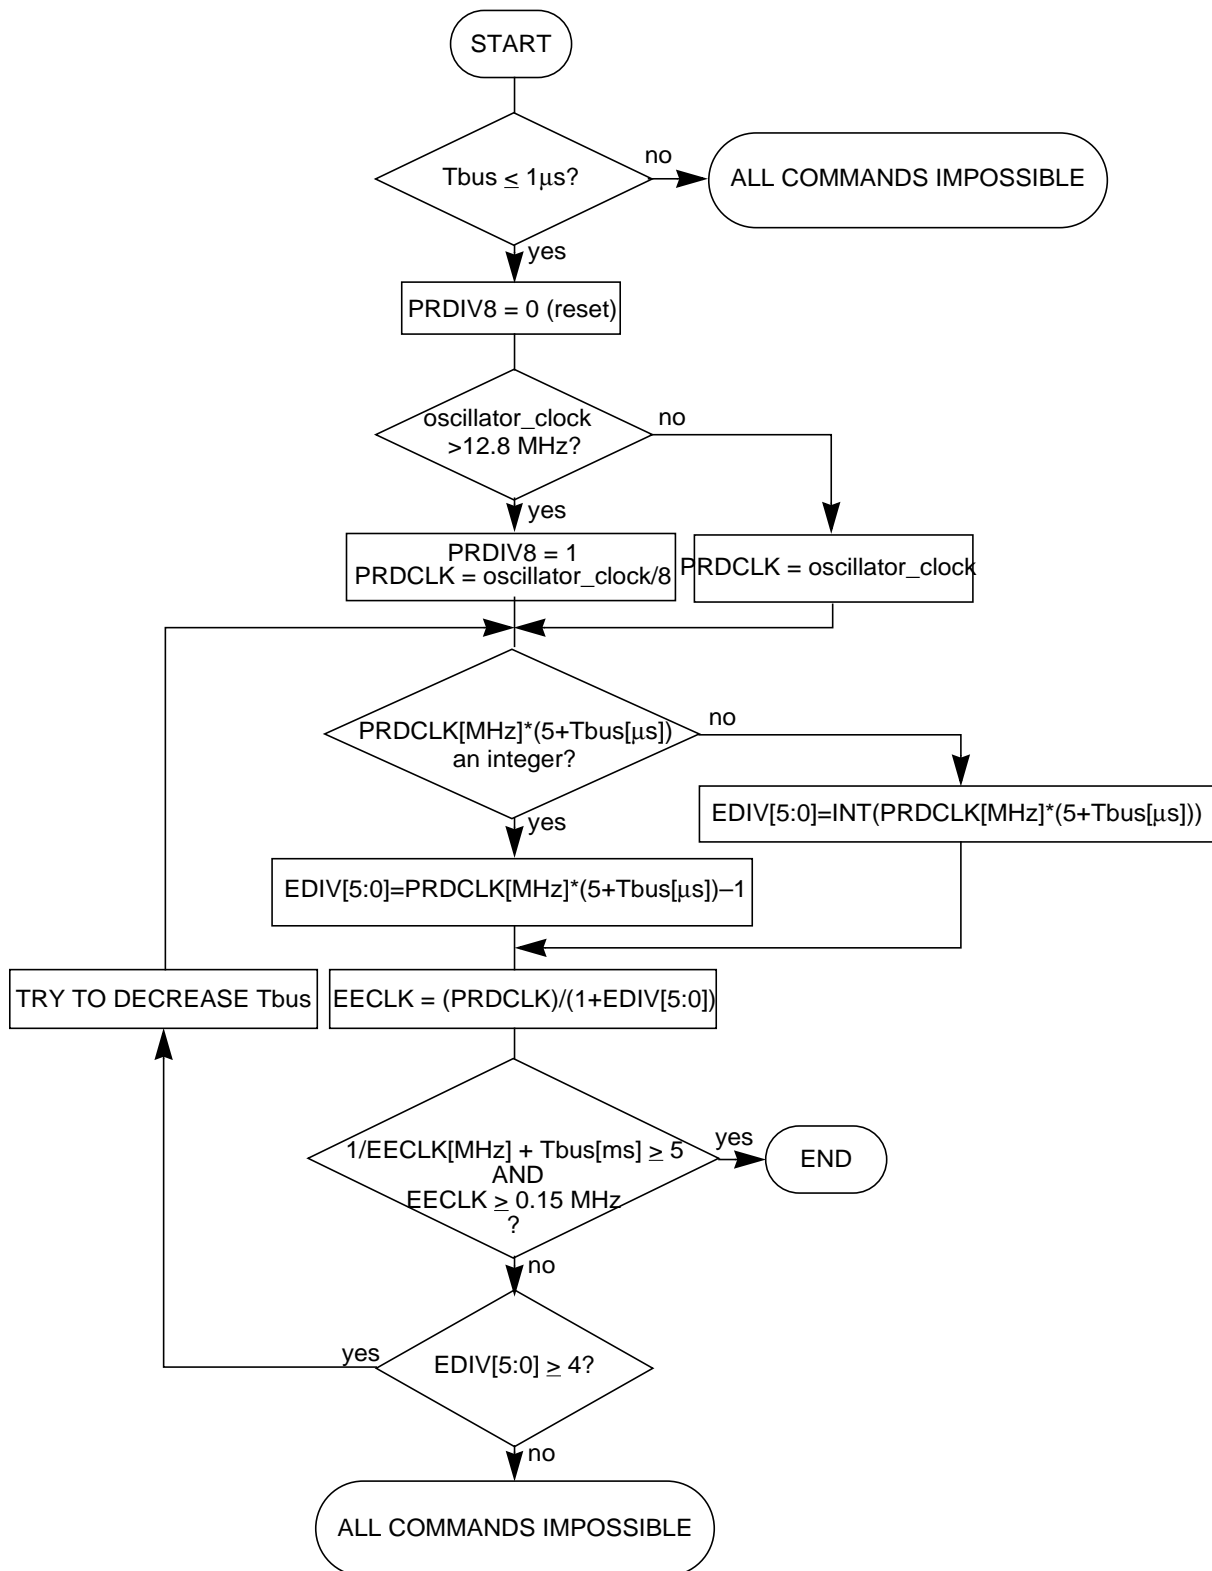 START
Tbus ≤ 1μs?
no
ALL COMMANDS IMPOSSIBLE
yes
PRDIV8 = 0 (reset)
oscillator_clock
>12.8 MHz?
no
yes
PRDIV8 = 1
PRDCLK = oscillator_clock/8
PRDCLK = oscillator_clock
PRDCLK[MHz]*(5+Tbus[μs])
an integer?
no
yes
EDIV[5:0]=INT(PRDCLK[MHz]*(5+Tbus[μs]))
EDIV[5:0]=PRDCLK[MHz]*(5+Tbus[μs])–1
TRY TO DECREASE Tbus
EECLK = (PRDCLK)/(1+EDIV[5:0])
1/EECLK[MHz] + Tbus[ms] ≥ 5
AND
EECLK ≥ 0.15 MHz
?
yes
END
no
EDIV[5:0] ≥ 4?
yes
no
ALL COMMANDS IMPOSSIBLE